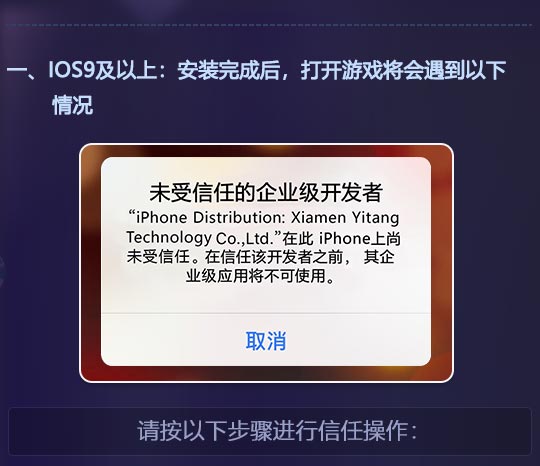 一、IOS9及以上：安装完成后，打开游戏将会遇到以下
情况
未受信任的企业级开发者
“iPhone Distribution: Xiamen Yitang
Technology Co.,Ltd.”在此 iPhone上尚
未受信任。在信任该开发者之前， 其企
业级应用将不可使用。
取消
请按以下步骤进行信任操作：